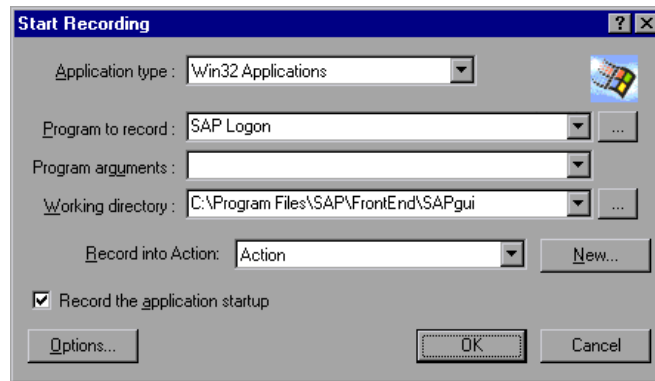 Start Recording
Application type : Win32 Applications
Program to record : SAP Logon ...
Program arguments :
Working directory : C:\Program Files\SAP\FrontEnd\SAPgui ...
Record into Action: Action New...
Record the application startup
Options... OK Cancel